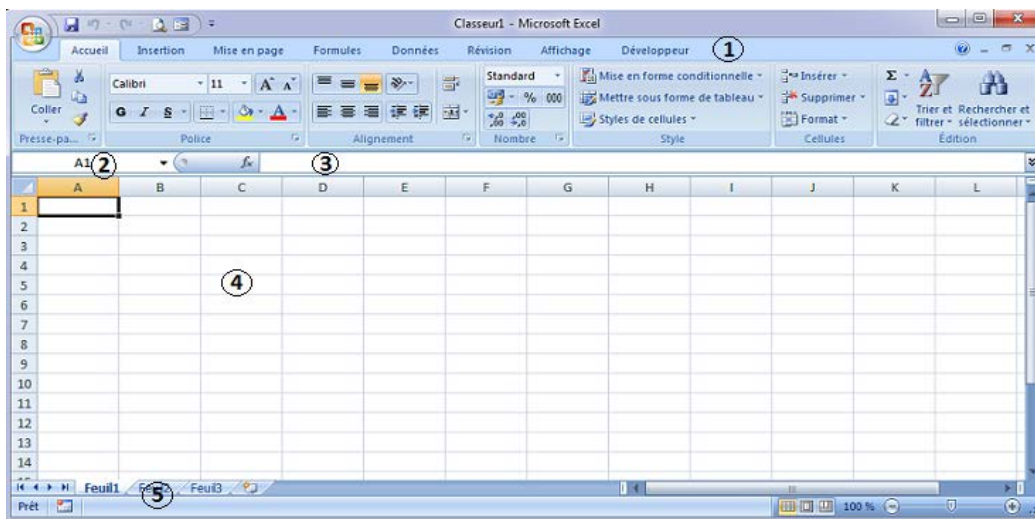 Classeur1 - Microsoft Excel
Accueil Insertion Mise en page Formules Données Révision Affichage Développeur 1
Coller
Presse-pa...
Calibri 11 A A
G I S A
Police
Alignement
Standard
% 000
,00 ,00
Nombre
Mise en forme conditionnelle
Mettre sous forme de tableau
Styles de cellules
Style
Insérer
Supprimer
Format
Cellules
Σ
Trier et filtrer
Rechercher et sélectionner
Édition
A1 2 fx 3
A B C D E F G H I J K L
1
2
3
4
4
5
6
7
8
9
10
11
12
13
14
Feuil1 5 Feuil3
Prêt 100 %